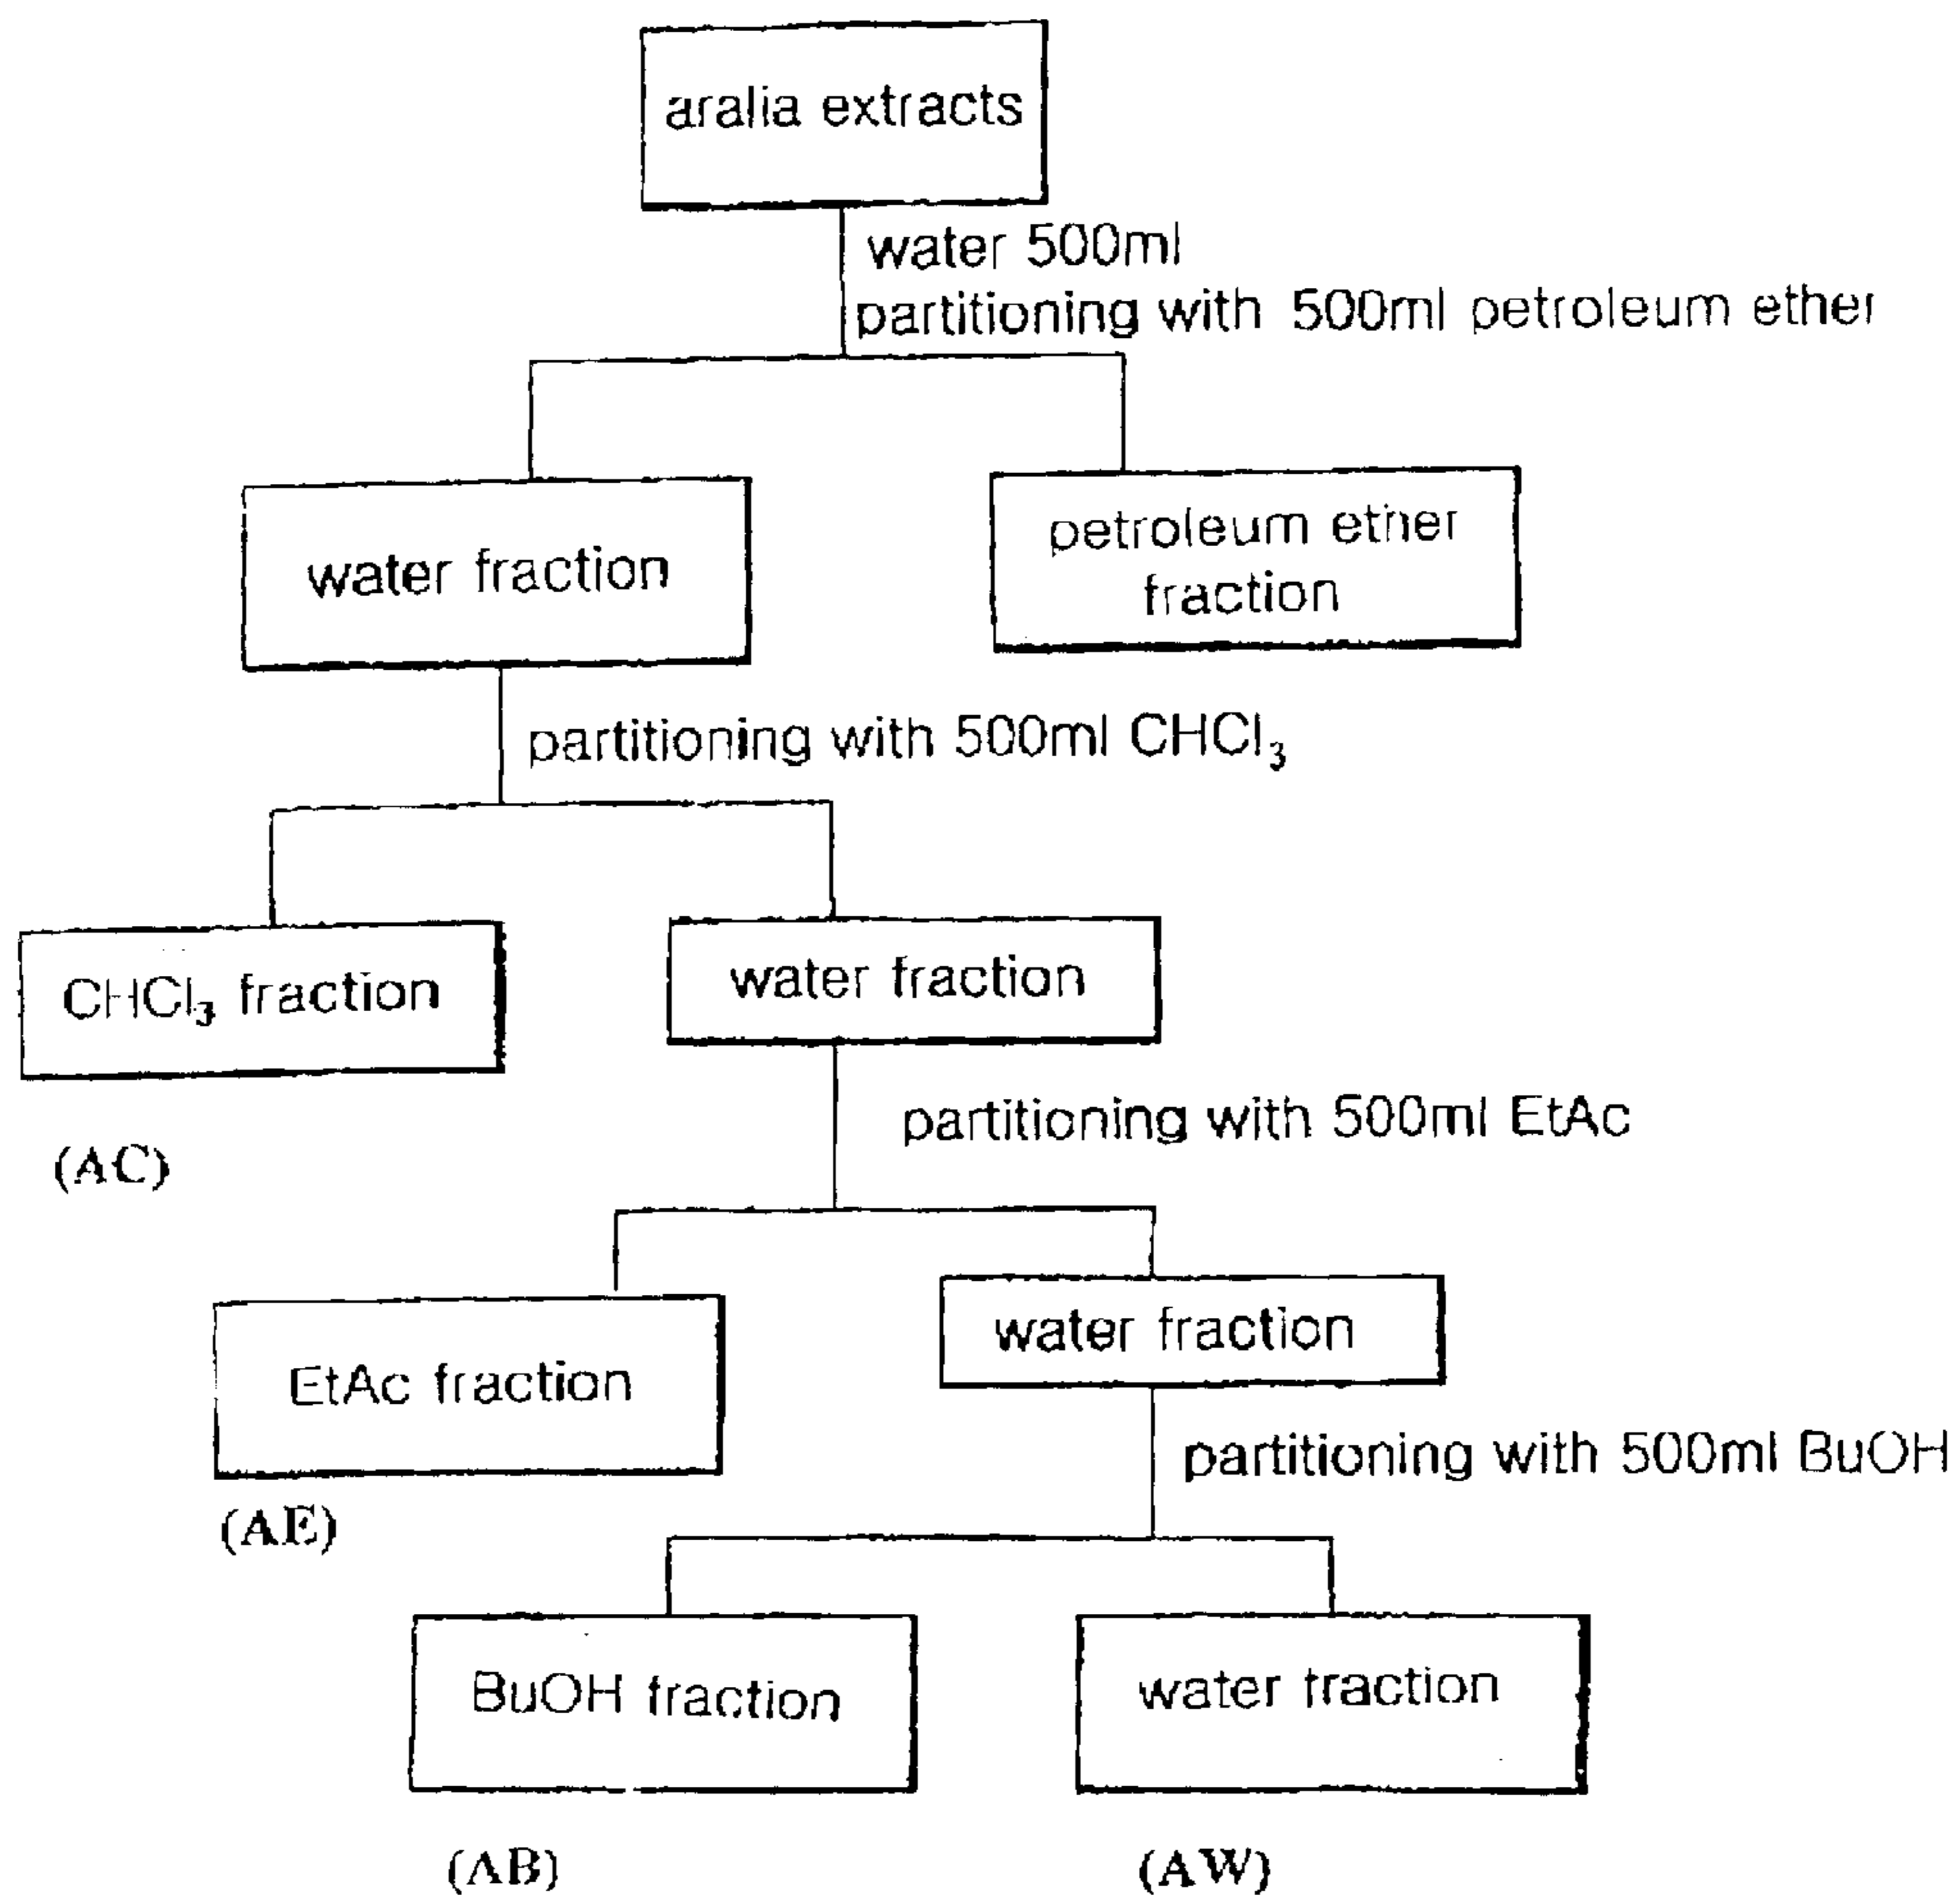 aralia extracts
water 500ml
partitioning with 500ml petroleum ether
water fraction
petroleum ether
fraction
partitioning with 500ml CHCl₃
CHCl₃ fraction
water fraction
(AC)
partitioning with 500ml EtAc
EtAc fraction
water fraction
(AE)
partitioning with 500ml BuOH
BuOH fraction
water fraction
(AB)
(AW)